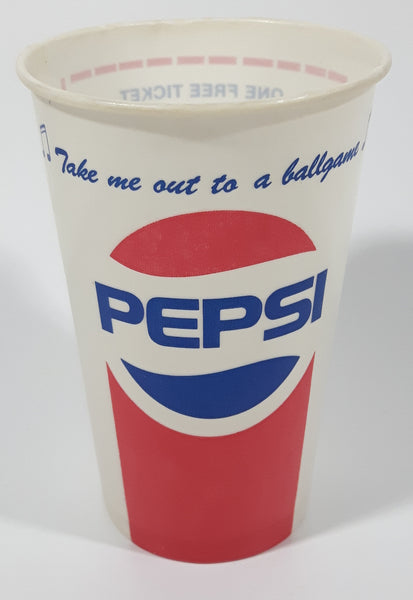 ONE FREE TICKET
Take me out to a ballgame
PEPSI